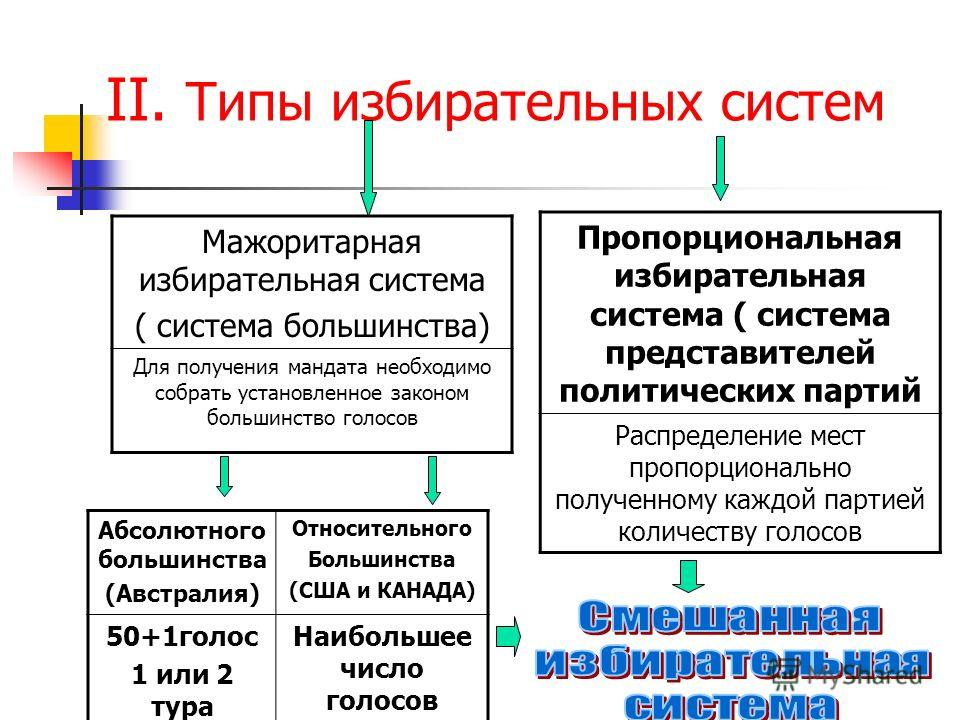 II. Типы избирательных систем
Мажоритарная
избирательная система
( система большинства)
Для получения мандата необходимо
собрать установленное законом
большинство голосов
Пропорциональная
избирательная
система ( система
представителей
политических партий
Распределение мест
пропорционально
полученному каждой партией
количеству голосов
Абсолютного
большинства
(Австралия)
Относительного
Большинства
(США и КАНАДА)
50+1голос
1 или 2
тура
Наибольшее
число
голосов
Смешанная
избирательная
система
MyShared